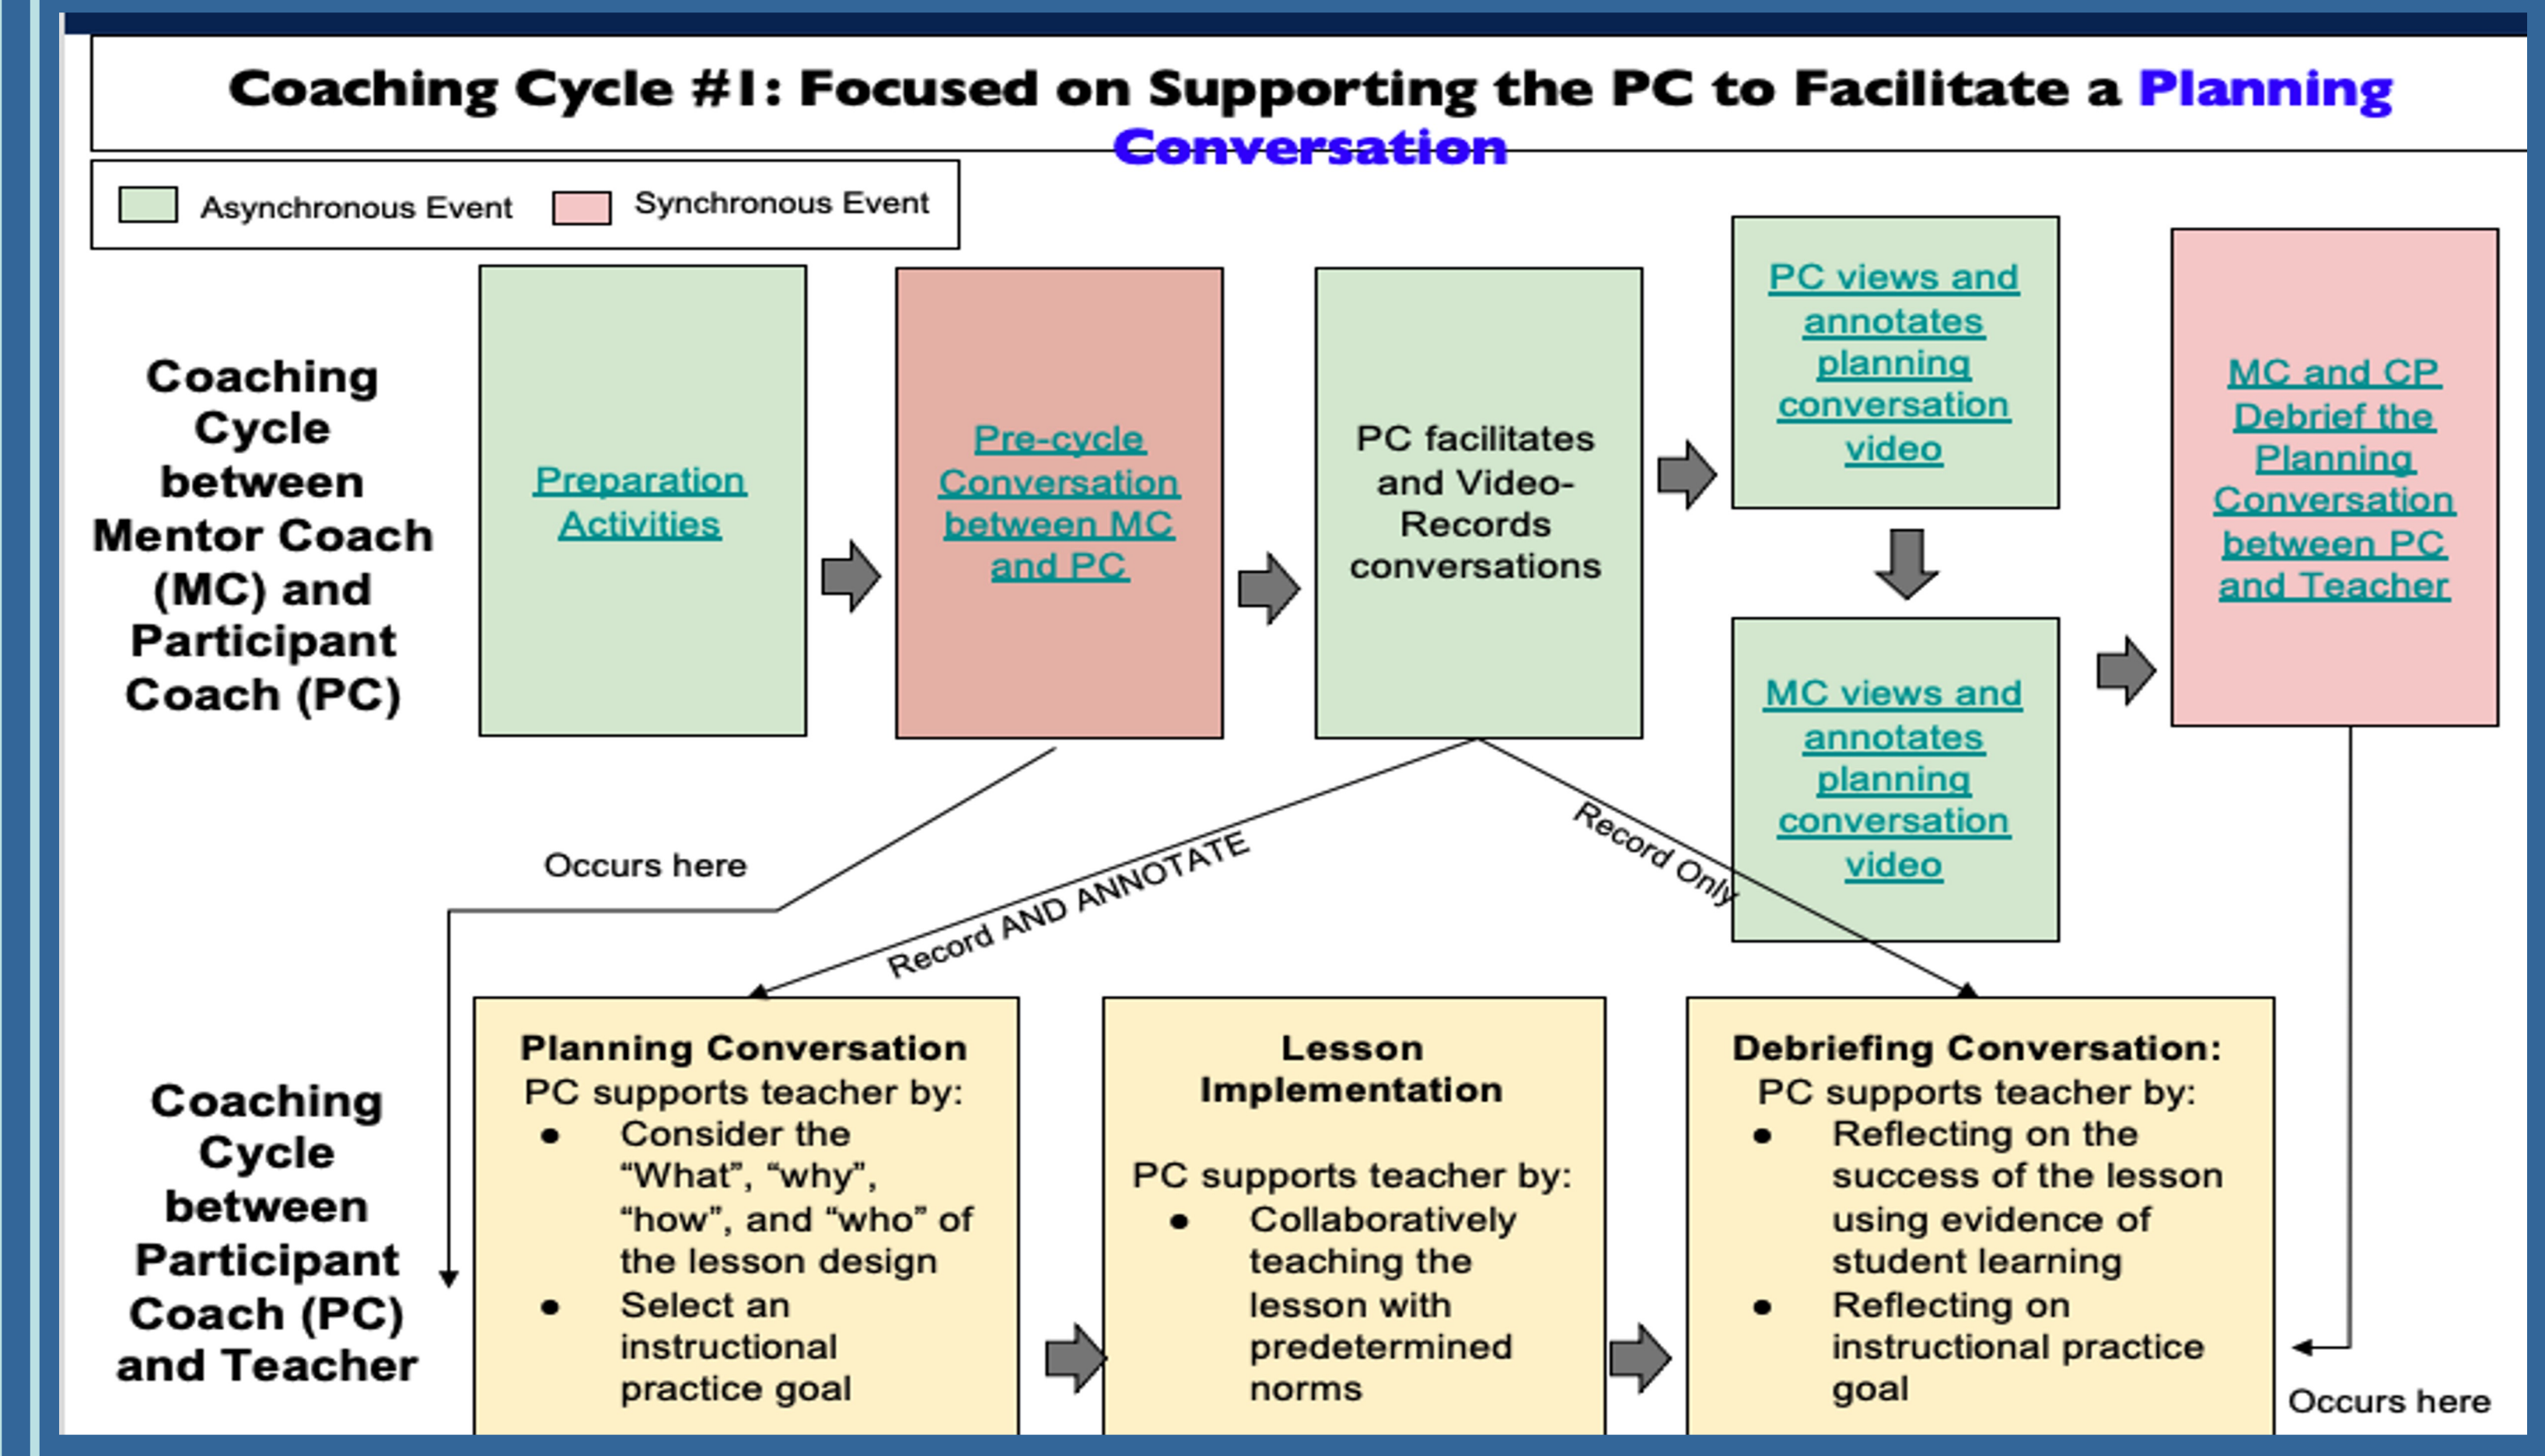 Coaching Cycle #1: Focused on Supporting the PC to Facilitate a Planning
Conversation
Asynchronous Event
Synchronous Event
Coaching
Cycle
between
Mentor Coach
(MC) and
Participant
Coach (PC)
Preparation
Activities
Pre-cycle
Conversation
between MC
and PC
PC facilitates
and Video-
Records
conversations
PC views and
annotates
planning
conversation
video
MC views and
annotates
planning
conversation
video
MC and CP
Debrief the
Planning
Conversation
between PC
and Teacher
Occurs here
Record AND ANNOTATE
Record Only
Coaching
Cycle
between
Participant
Coach (PC)
and Teacher
Planning Conversation
PC supports teacher by:
● Consider the
“What”, “why”,
“how”, and “who” of
the lesson design
● Select an
instructional
practice goal
Lesson
Implementation
PC supports teacher by:
● Collaboratively
teaching the
lesson with
predetermined
norms
Debriefing Conversation:
PC supports teacher by:
● Reflecting on the
success of the lesson
using evidence of
student learning
● Reflecting on
instructional practice
goal
Occurs here